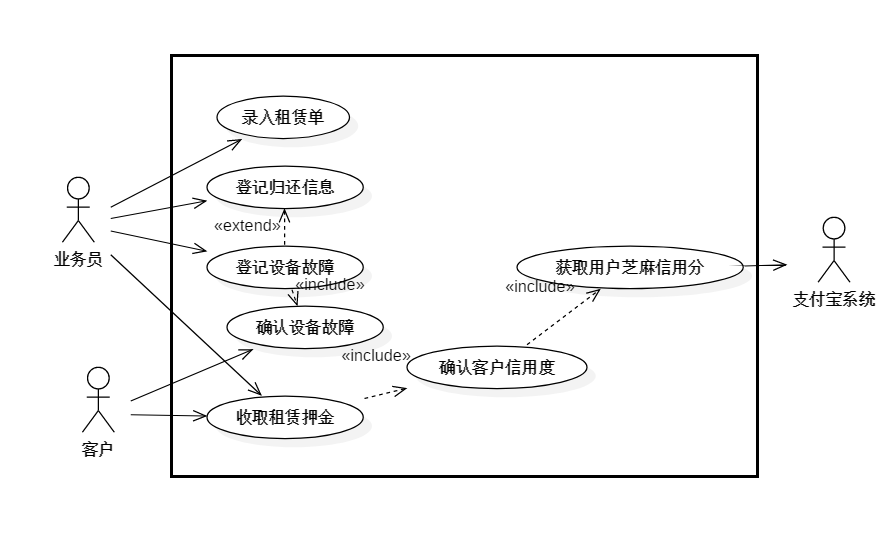 录入租赁单
登记归还信息
«extend»
业务员
登记设备故障
获取用户芝麻信用分
«include»
«include»
支付宝系统
确认设备故障
«include»
确认客户信用度
收取租赁押金
客户